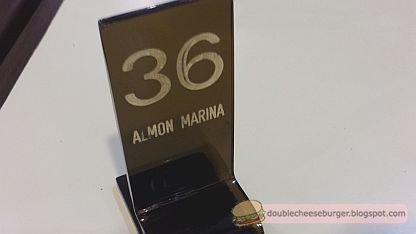 36
ALMON MARINA
doublecheeseburger.blogspot.com